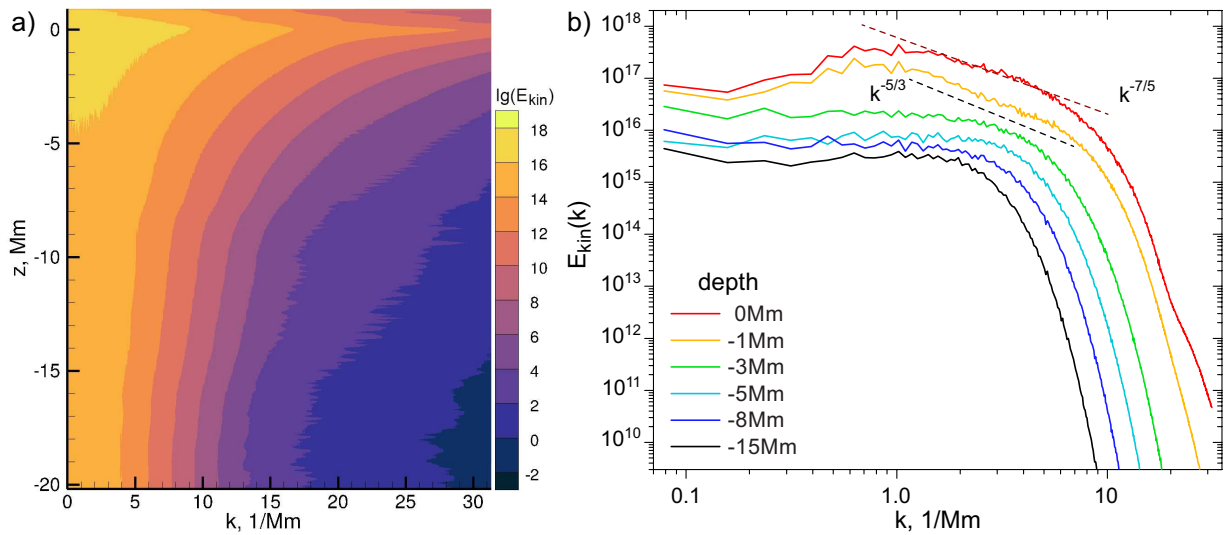 a)
0
-5
-10
-15
-20
z, Mm
0 5 10 15 20 25 30
k, 1/Mm
lg(E_kin)
18
16
14
12
10
8
6
4
2
0
-2
b)
10^18
10^17
10^16
10^15
10^14
10^13
10^12
10^11
10^10
E_kin(k)
k^-5/3
k^-7/5
depth
0Mm
-1Mm
-3Mm
-5Mm
-8Mm
-15Mm
0.1 1.0 10
k, 1/Mm